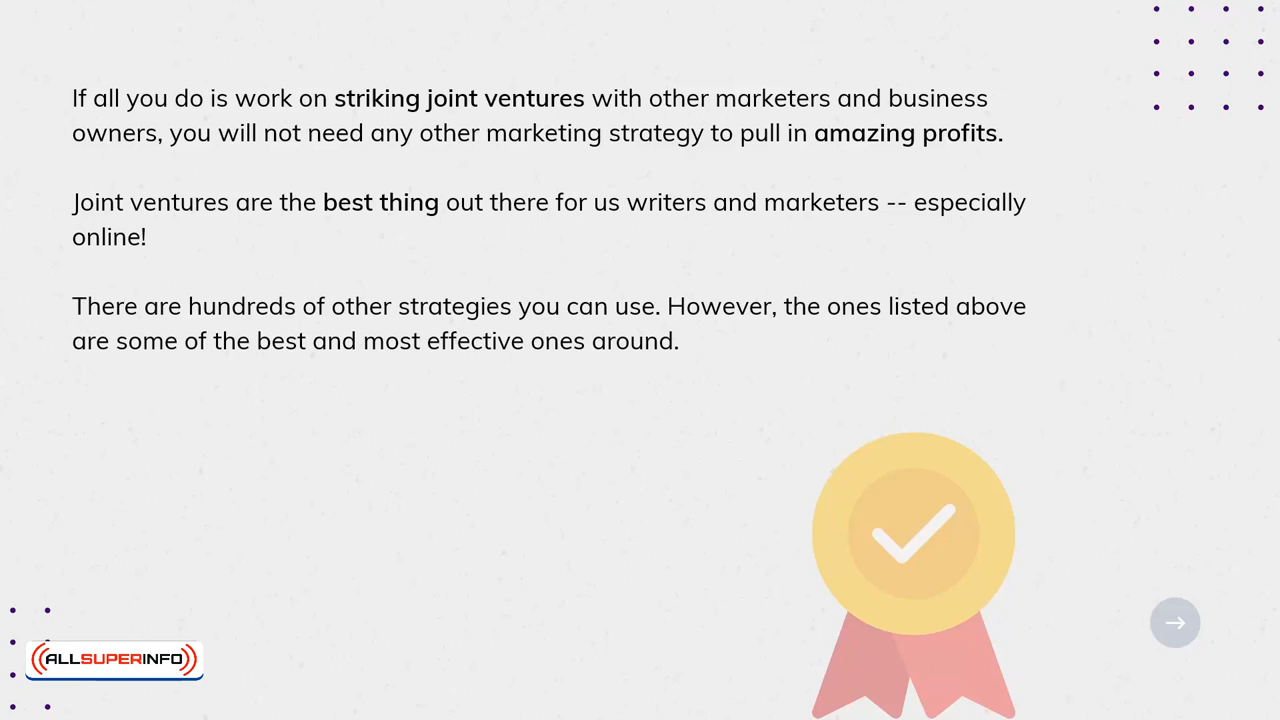 If all you do is work on striking joint ventures with other marketers and business
owners, you will not need any other marketing strategy to pull in amazing profits.
Joint ventures are the best thing out there for us writers and marketers -- especially
online!
There are hundreds of other strategies you can use. However, the ones listed above
are some of the best and most effective ones around.
ALLSUPERINFO